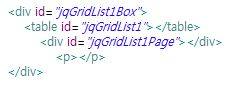 <div id="jqGridList1Box">
<table id="jqGridList1"></table>
<div id="jqGridList1Page"></div>
<p></p>
</div>